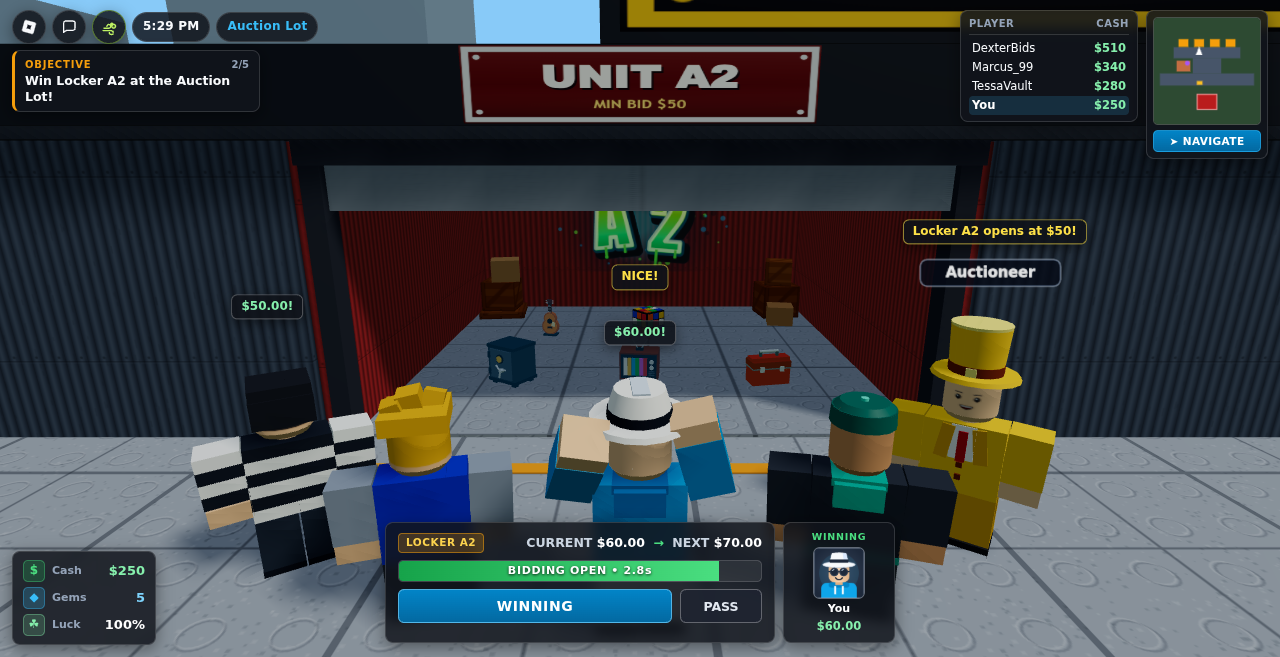 5:29 PM
Auction Lot
OBJECTIVE 2/5
Win Locker A2 at the Auction
Lot!
UNIT A2
MIN BID $50
PLAYER CASH
DexterBids $510
Marcus_99 $340
TessaVault $280
You $250
➤ NAVIGATE
A2
Locker A2 opens at $50!
Auctioneer
NICE!
$50.00!
$60.00!
LOCKER A2 CURRENT $60.00 → NEXT $70.00
BIDDING OPEN • 2.8s
WINNING PASS
WINNING
You
$60.00
$ Cash $250
Gems 5
Luck 100%